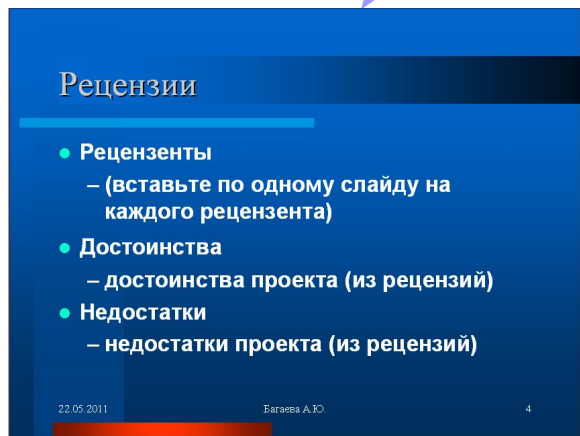 Рецензии
• Рецензенты
– (вставьте по одному слайду на
каждого рецензента)
• Достоинства
– достоинства проекта (из рецензий)
• Недостатки
– недостатки проекта (из рецензий)
22.05.2011 Багаева А.Ю. 4